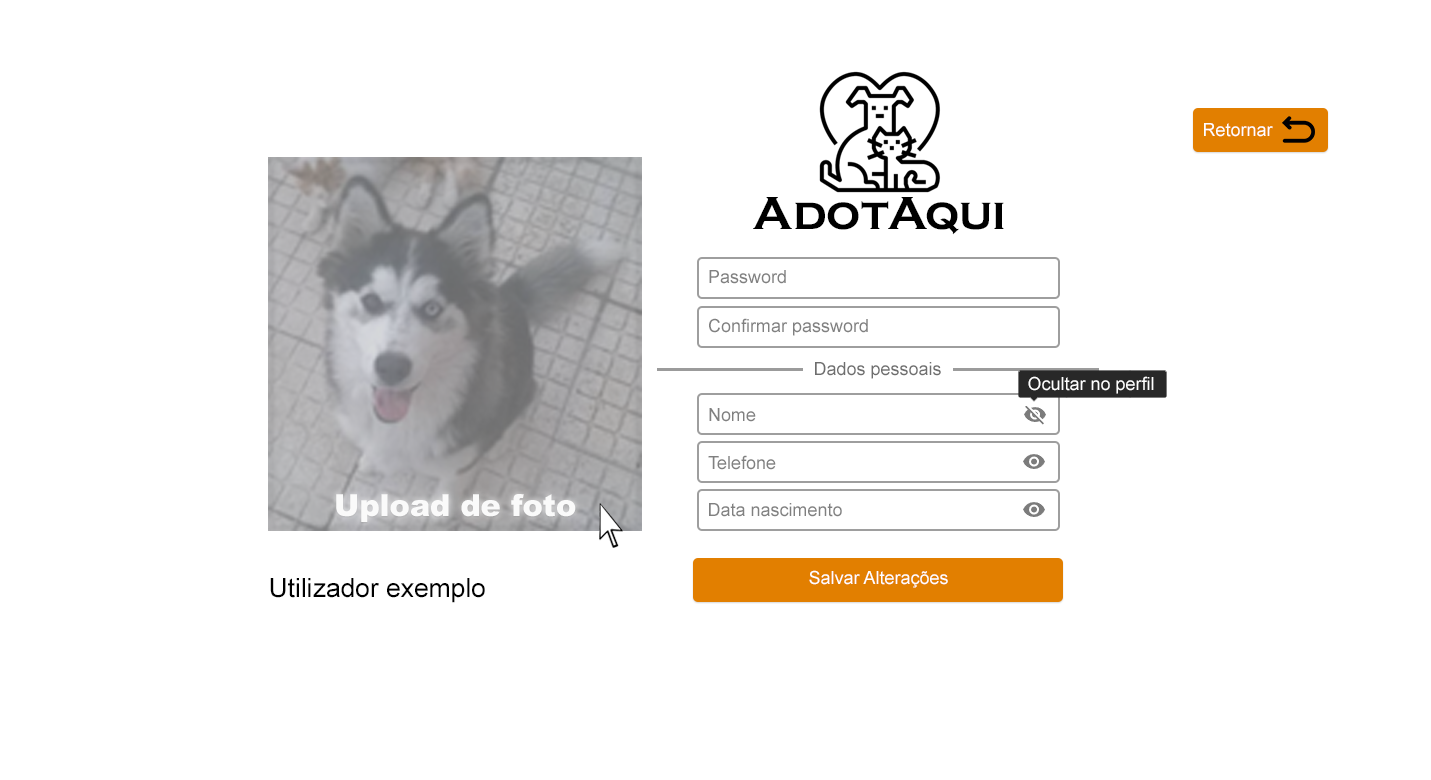 Retornar
ADOTAQUI
Password
Confirmar password
Dados pessoais
Ocultar no perfil
Nome
Telefone
Data nascimento
Upload de foto
Salvar Alterações
Utilizador exemplo